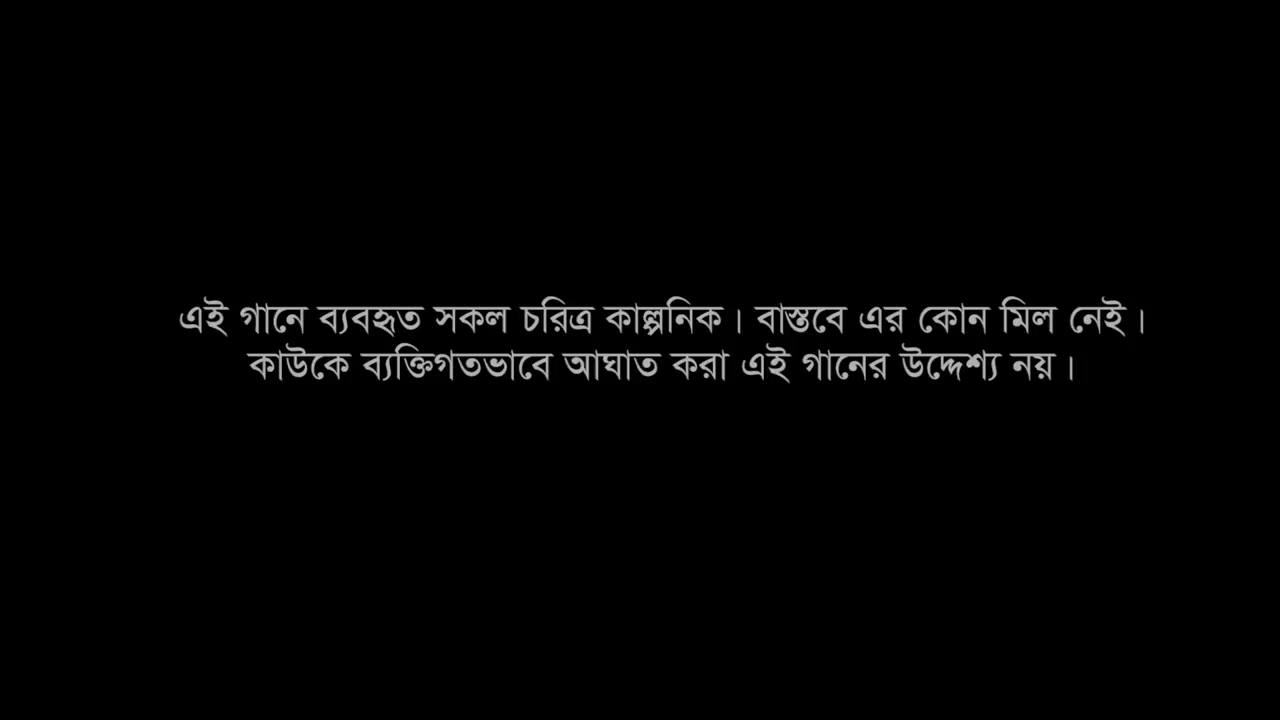 এই গানে ব্যবহৃত সকল চরিত্র কাল্পনিক। বাস্তবে এর কোন মিল নেই।
কাউকে ব্যক্তিগতভাবে আঘাত করা এই গানের উদ্দেশ্য নয়।